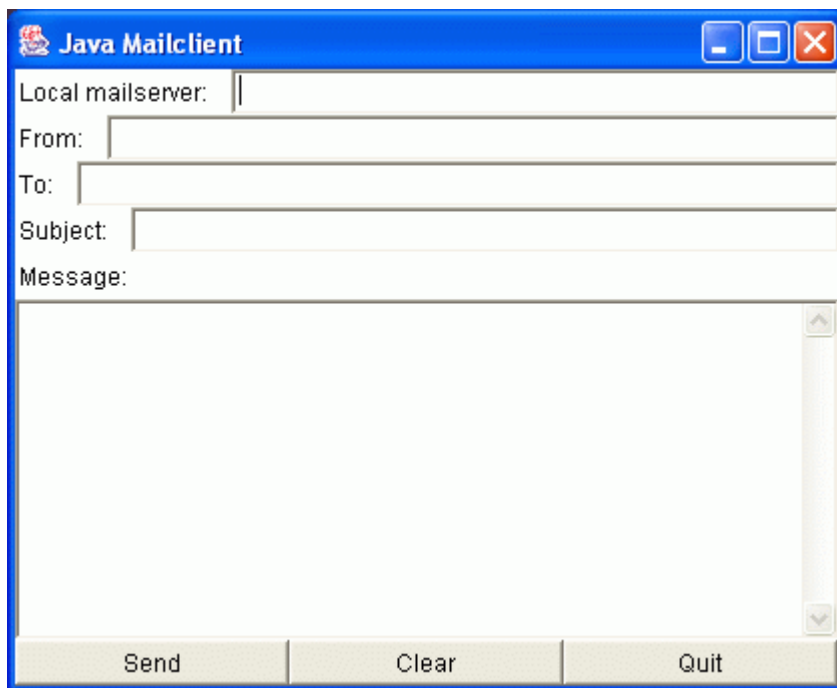 Java Mailclient
Local mailserver:
From:
To:
Subject:
Message:
Send Clear Quit